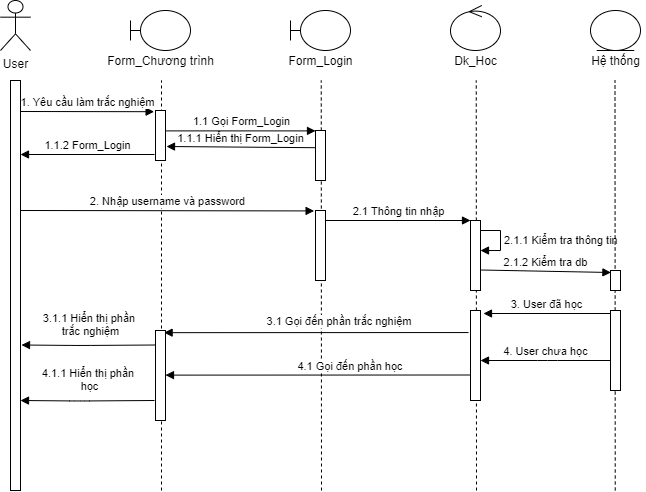 User
Form_Chương trình
Form_Login
Dk_Hoc
Hệ thống
1. Yêu cầu làm trắc nghiệm
1.1 Gọi Form_Login
1.1.1 Hiển thị Form_Login
1.1.2 Form_Login
2. Nhập username và password
2.1 Thông tin nhập
2.1.1 Kiểm tra thông tin
2.1.2 Kiểm tra db
3. User đã học
3.1 Gọi đến phần trắc nghiệm
3.1.1 Hiển thị phần
trắc nghiệm
4. User chưa học
4.1 Gọi đến phần học
4.1.1 Hiển thị phần
học